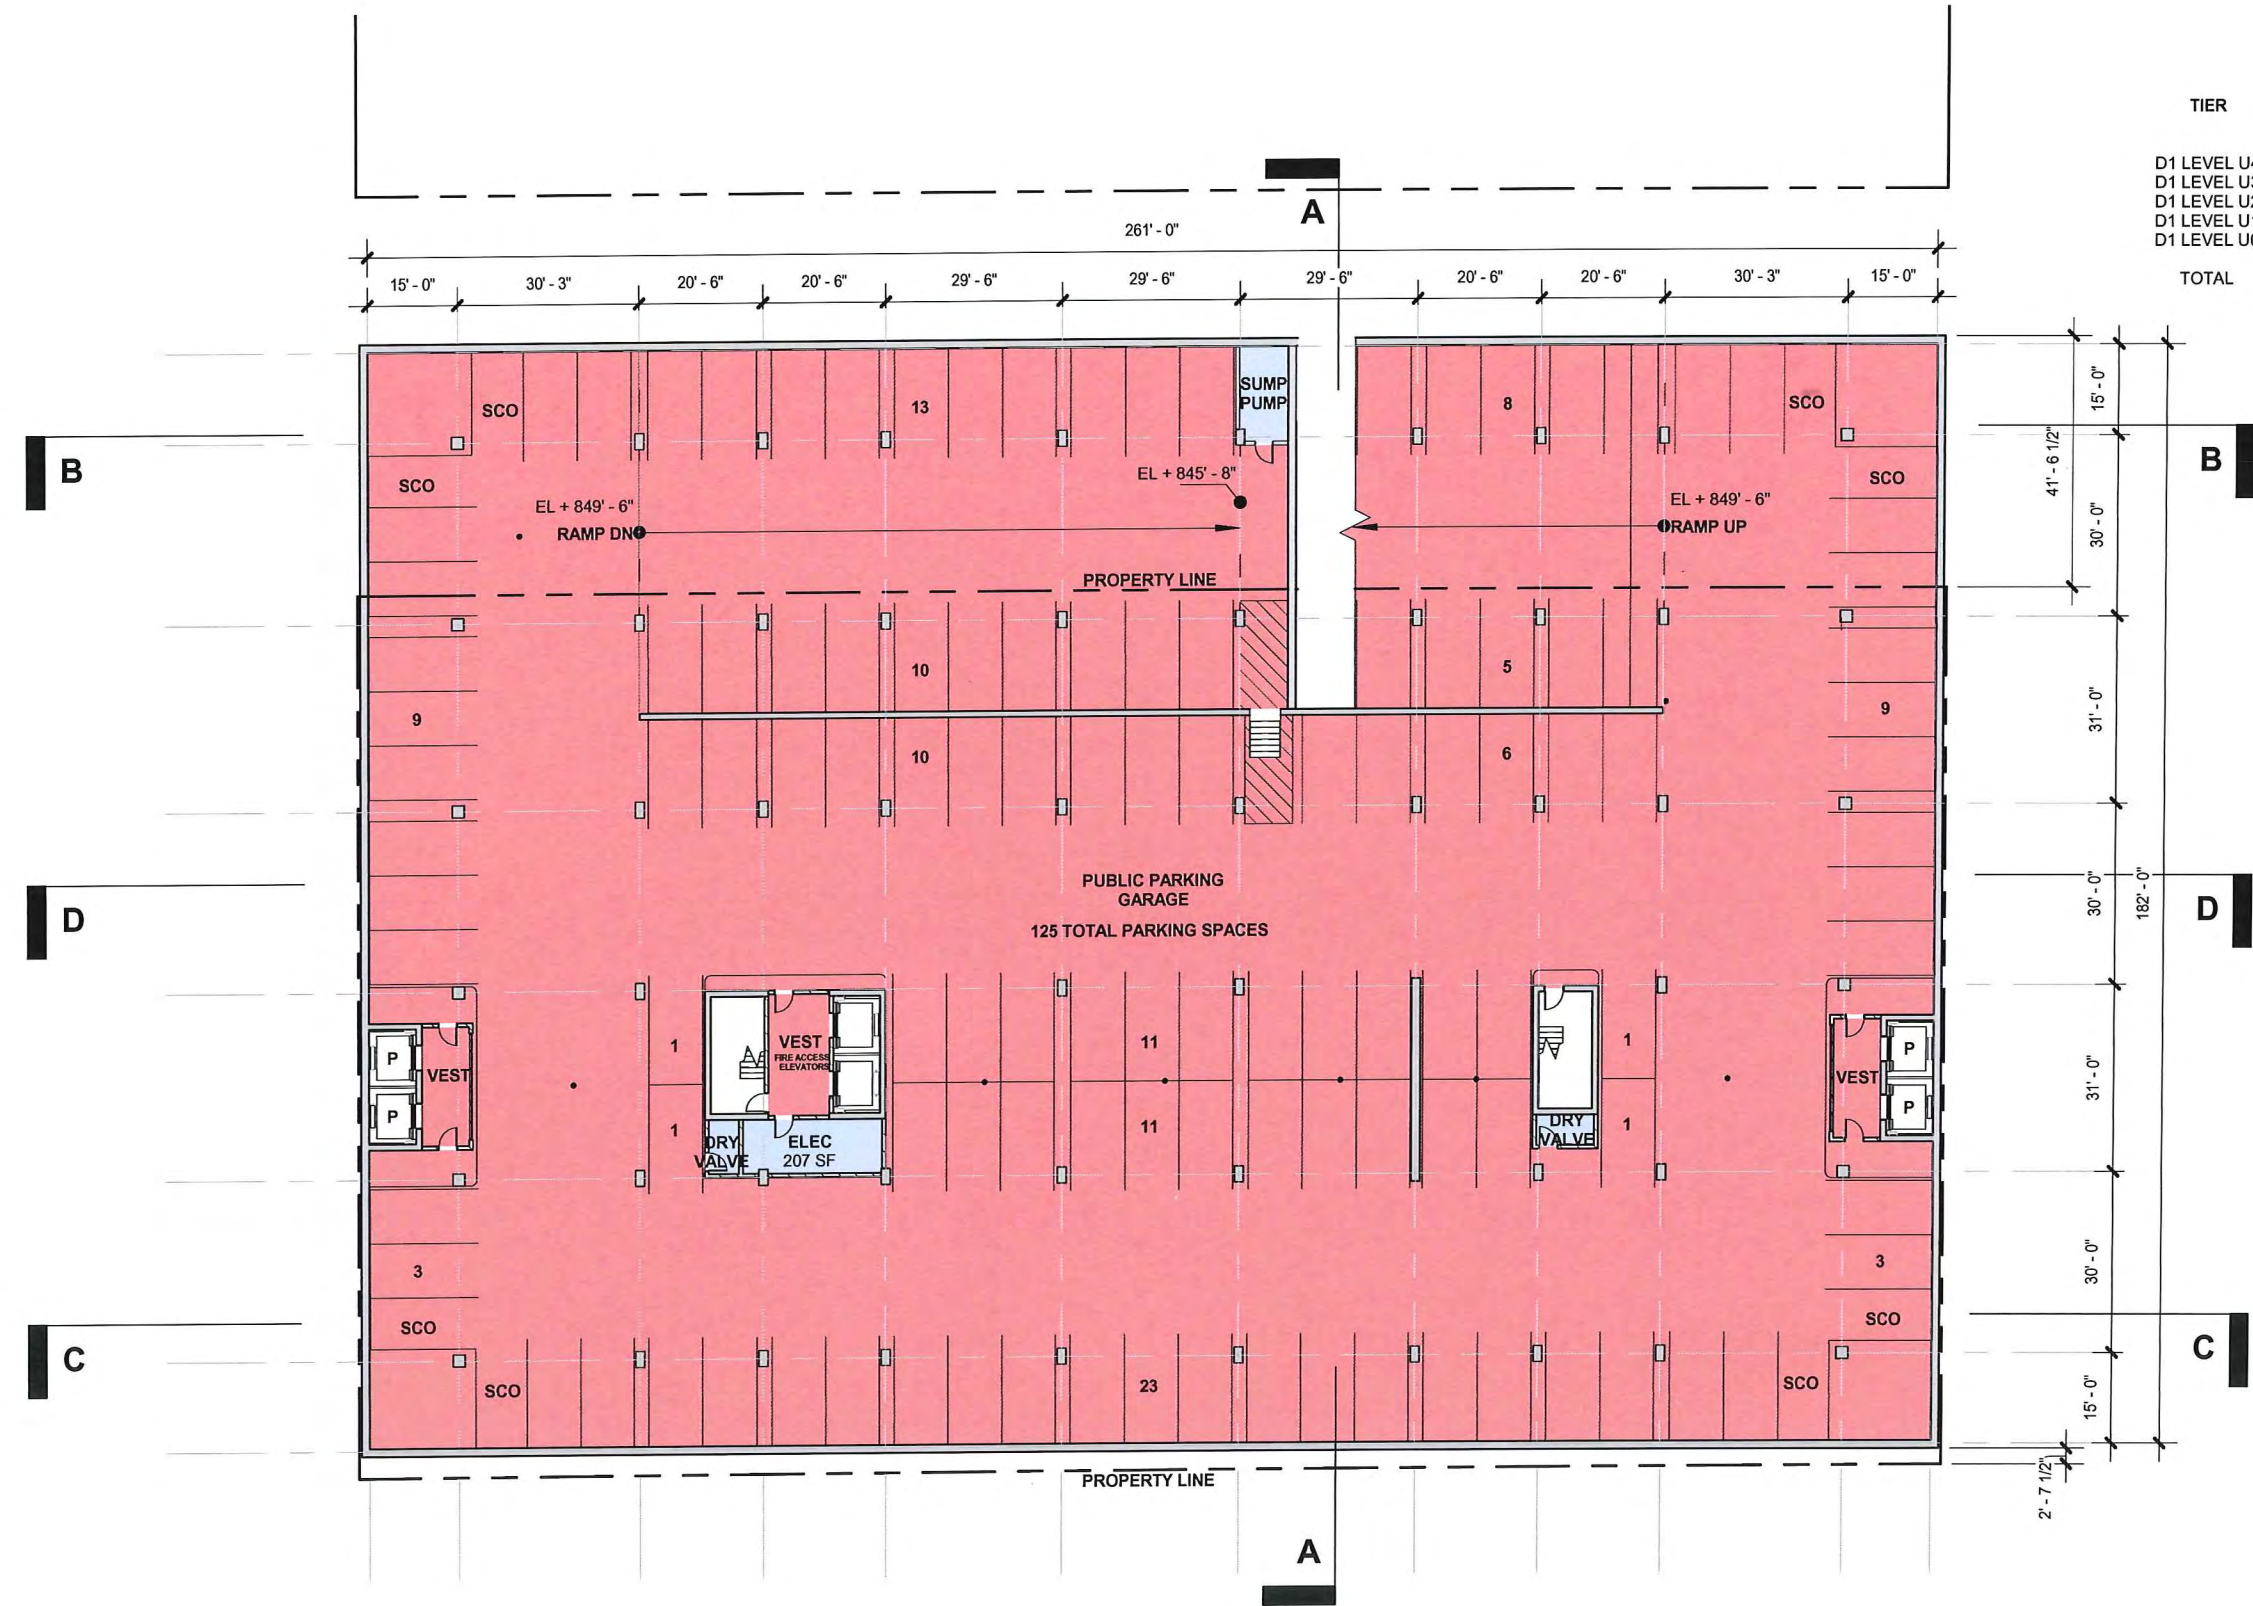 TIER
D1 LEVEL U
D1 LEVEL U
D1 LEVEL U
D1 LEVEL U
D1 LEVEL U
TOTAL
A
261' - 0"
15' - 0"
30' - 3"
20' - 6"
20' - 6"
29' - 6"
29' - 6"
29' - 6"
20' - 6"
20' - 6"
30' - 3"
15' - 0"
SUMP
PUMP
SCO
13
8
SCO
15' - 0"
41' - 6 1/2"
B
SCO
EL + 845' - 8"
SCO
B
EL + 849' - 6"
EL + 849' - 6"
RAMP DN
RAMP UP
30' - 0"
PROPERTY LINE
10
5
9
9
31' - 0"
10
6
PUBLIC PARKING
GARAGE
125 TOTAL PARKING SPACES
D
D
30' - 0"
182' - 0"
P
VEST
P
1
VEST
FIRE ACCESS
ELEVATORS
11
1
P
VEST
P
31' - 0"
1
DRY
VALVE
ELEC
207 SF
11
DRY
VALVE
1
3
3
30' - 0"
SCO
SCO
C
C
SCO
23
SCO
15' - 0"
PROPERTY LINE
2' - 7 1/2"
A